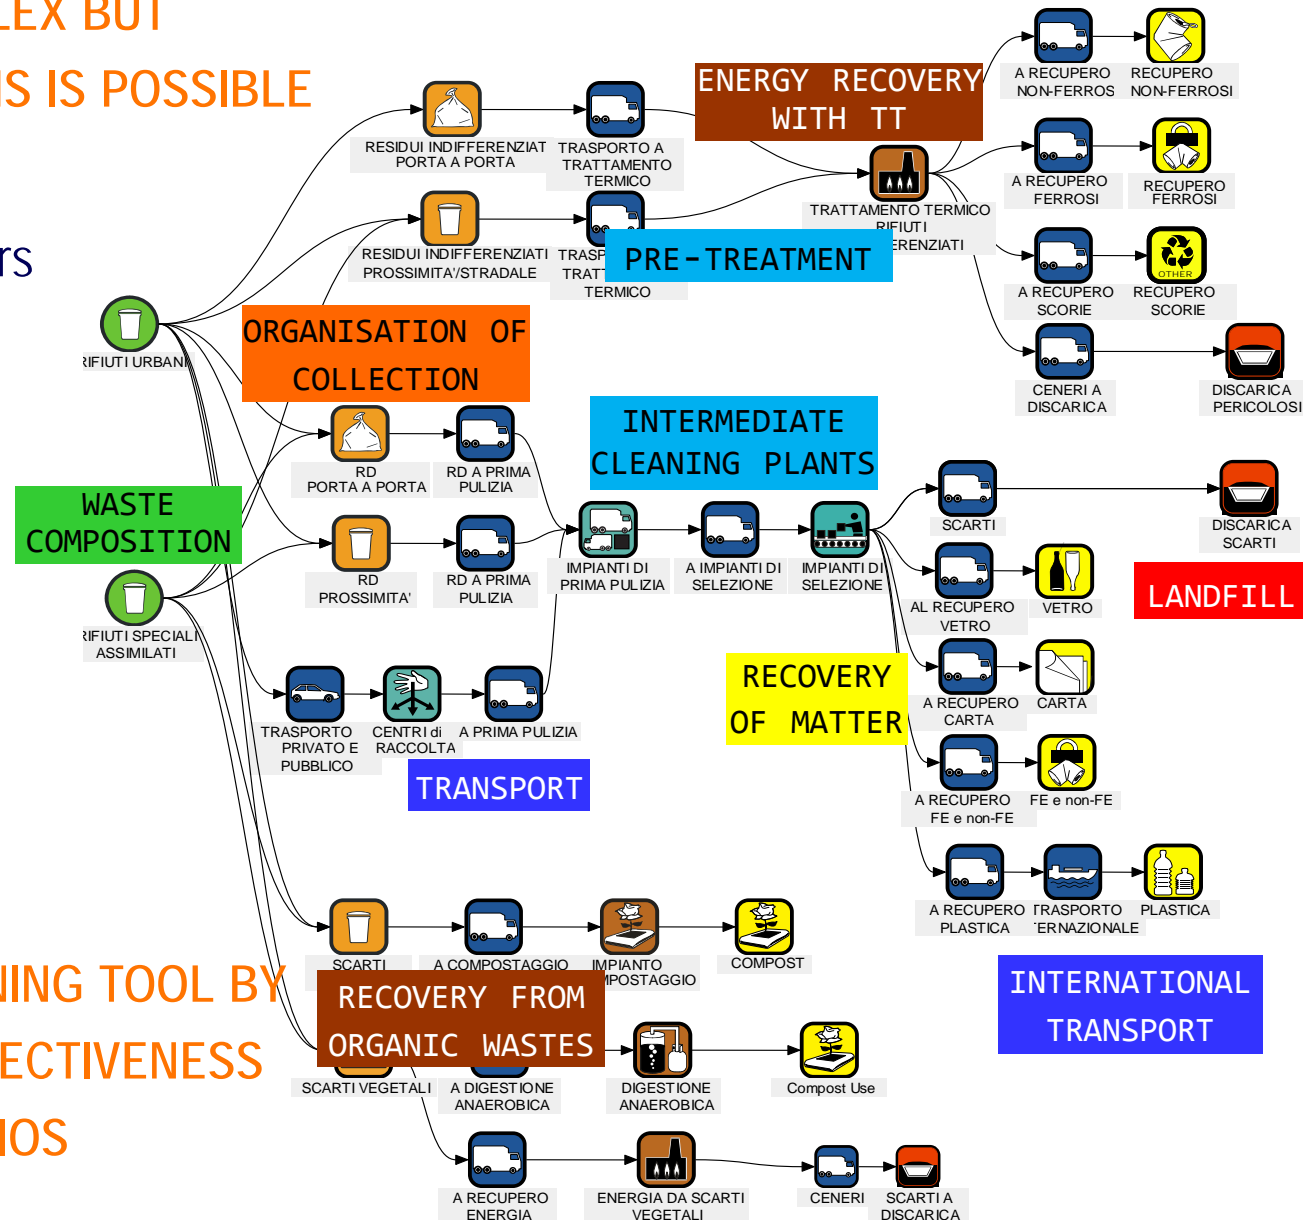 LEX BUT
NS IS POSSIBLE
rs
NING TOOL BY
ECTIVENESS
IOS
RIFIUTI URBANI
WASTE
COMPOSITION
RIFIUTI SPECIALI
ASSIMILATI
RESIDUI INDIFFERENZIAT
PORTA A PORTA
TRASPORTO A
TRATTAMENTO
TERMICO
RESIDUI INDIFFERENZIATI
PROSSIMITA'/STRADALE
TRASP
TRATT
TERMICO
ENERGY RECOVERY
WITH TT
TRATTAMENTO TERMICO
RIFIUTI
ERENZIATI
PRE-TREATMENT
A RECUPERO
NON-FERROS
RECUPERO
NON-FERROSI
A RECUPERO
FERROSI
RECUPERO
FERROSI
OTHER
A RECUPERO
SCORIE
RECUPERO
SCORIE
CENERI A
DISCARICA
DISCARICA
PERICOLOSI
ORGANISATION OF
COLLECTION
RD
PORTA A PORTA
RD A PRIMA
PULIZIA
RD
PROSSIMITA'
RD A PRIMA
PULIZIA
INTERMEDIATE
CLEANING PLANTS
IMPIANTI DI
PRIMA PULIZIA
A IMPIANTI DI
SELEZIONE
IMPIANTI DI
SELEZIONE
SCARTI
DISCARICA
SCARTI
LANDFILL
AL RECUPERO
VETRO
VETRO
RECOVERY
OF MATTER
A RECUPERO
CARTA
CARTA
A RECUPERO
FE e non-FE
FE e non-FE
A RECUPERO
PLASTICA
TRASPORTO
TERNAZIONALE
PLASTICA
INTERNATIONAL
TRANSPORT
TRASPORTO
PRIVATO E
PUBBLICO
CENTRI di
RACCOLTA
A PRIMA PULIZIA
TRANSPORT
SCARTI
A COMPOSTAGGIO
IMPIANTO
MPOSTAGGIO
COMPOST
RECOVERY FROM
ORGANIC WASTES
SCARTI VEGETALI
A DIGESTIONE
ANAEROBICA
DIGESTIONE
ANAEROBICA
Compost Use
A RECUPERO
ENERGIA
ENERGIA DA SCARTI
VEGETALI
CENERI
SCARTI A
DISCARICA